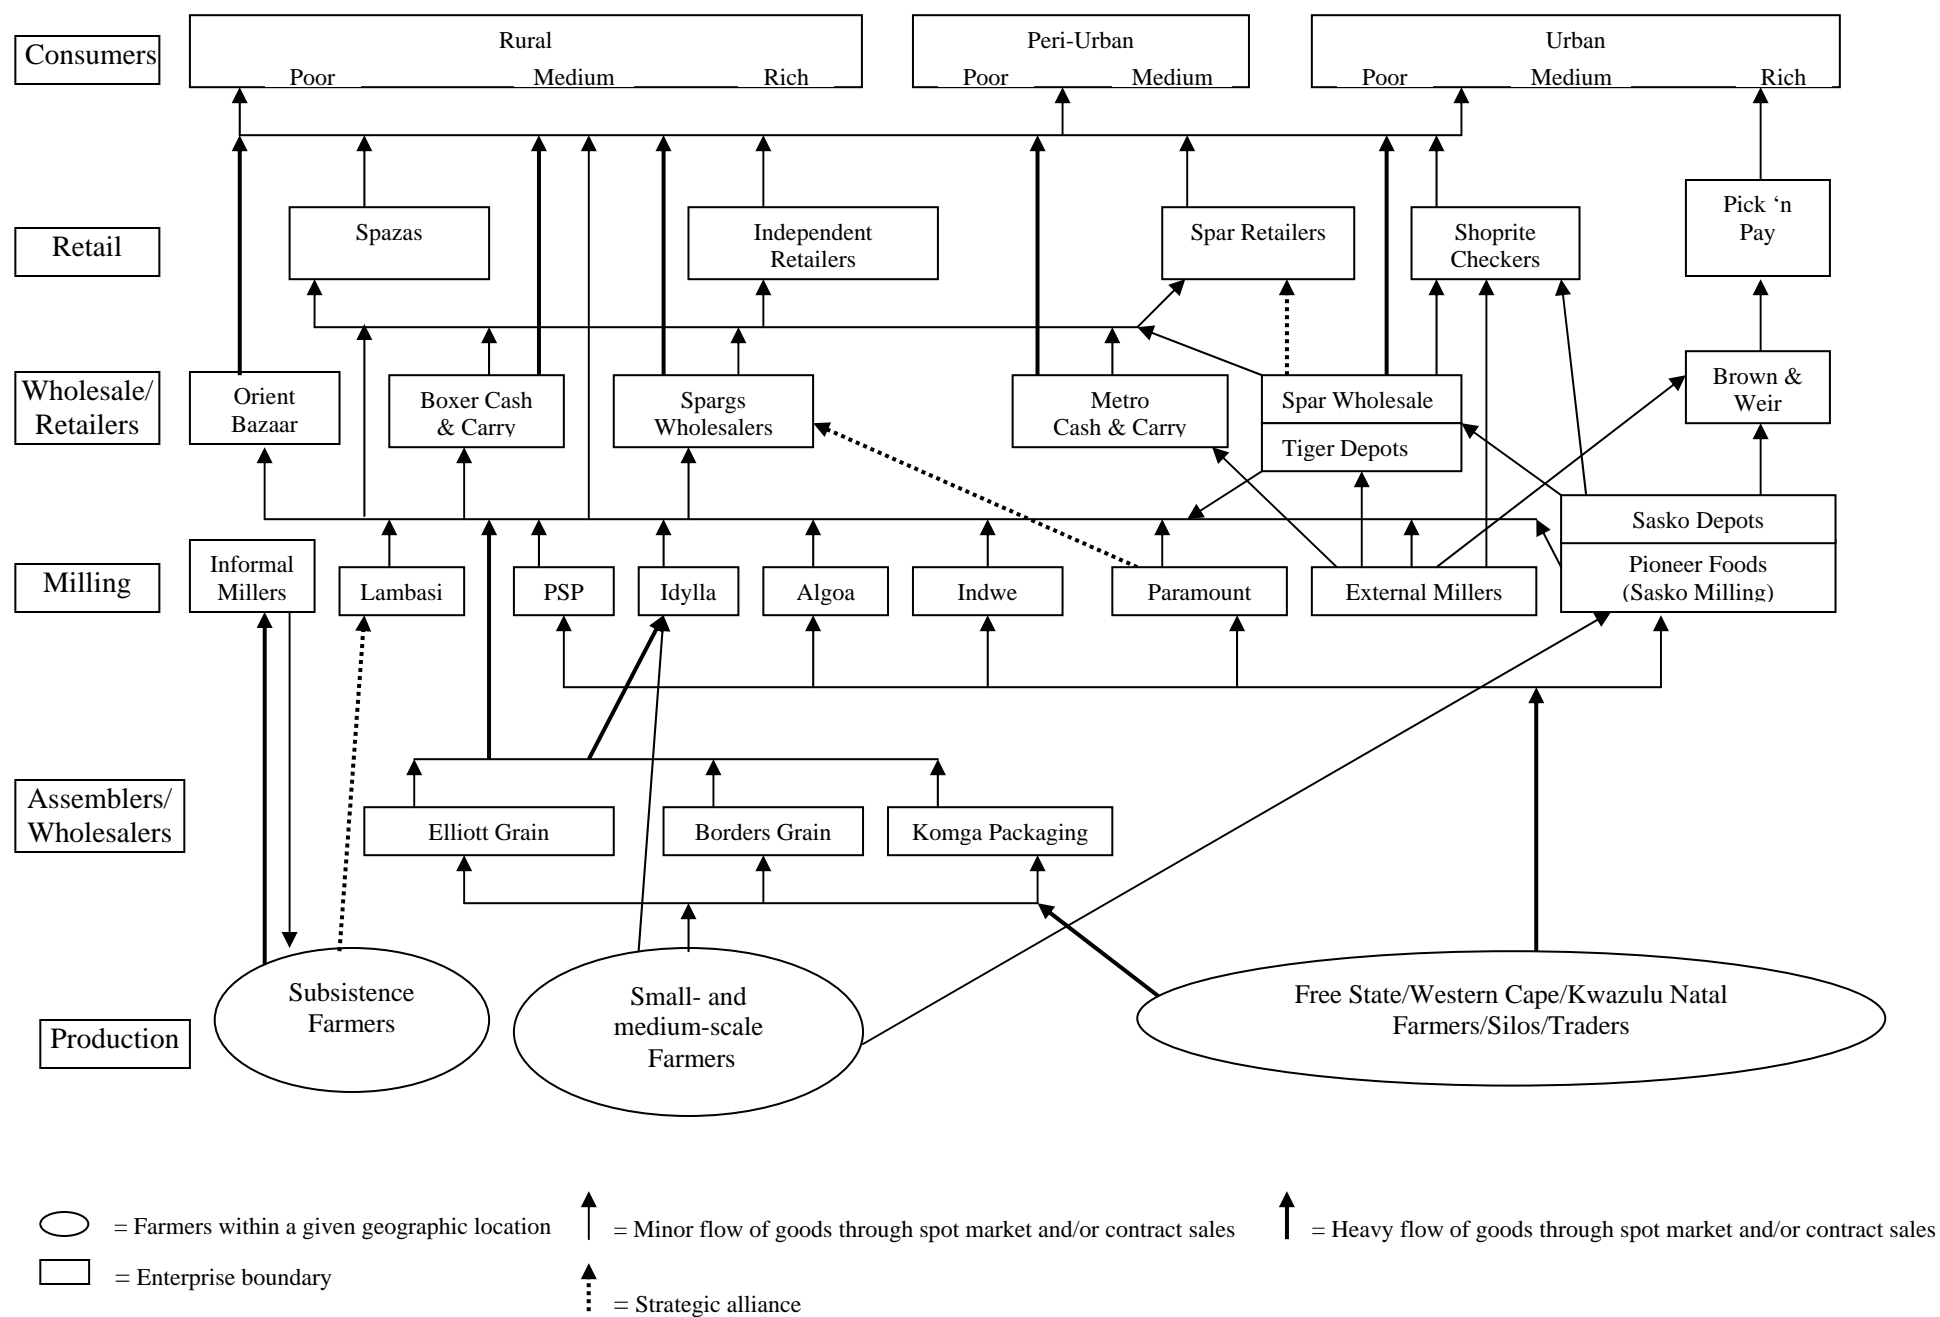 Consumers
Rural
Poor
Medium
Rich
Peri-Urban
Poor
Medium
Urban
Poor
Medium
Rich
Retail
Spazas
Independent
Retailers
Spar Retailers
Shoprite
Checkers
Pick ‘n
Pay
Wholesale/
Retailers
Orient
Bazaar
Boxer Cash
& Carry
Spargs
Wholesalers
Metro
Cash & Carry
Spar Wholesale
Tiger Depots
Brown &
Weir
Milling
Informal
Millers
Lambasi
PSP
Idylla
Algoa
Indwe
Paramount
External Millers
Sasko Depots
Pioneer Foods
(Sasko Milling)
Assemblers/
Wholesalers
Elliott Grain
Borders Grain
Komga Packaging
Production
Subsistence
Farmers
Small- and
medium-scale
Farmers
Free State/Western Cape/Kwazulu Natal
Farmers/Silos/Traders
= Farmers within a given geographic location
= Minor flow of goods through spot market and/or contract sales
= Heavy flow of goods through spot market and/or contract sales
= Enterprise boundary
= Strategic alliance